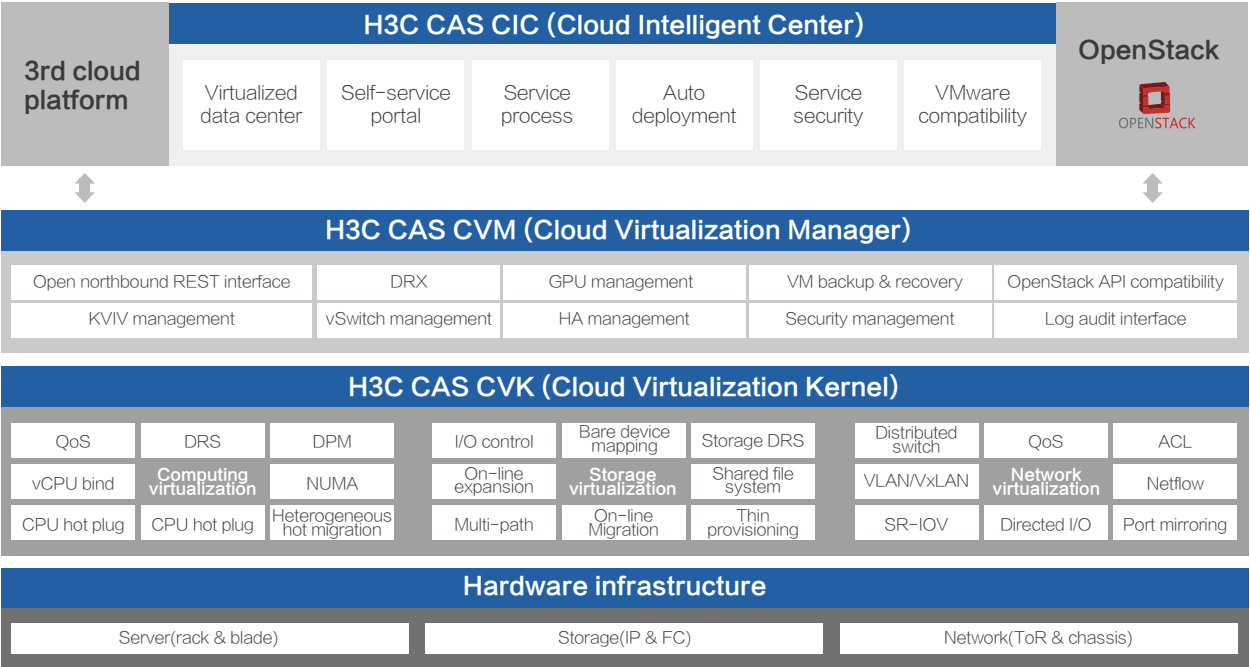 H3C CAS CIC (Cloud Intelligent Center)
3rd cloud
platform
Virtualized
data center
Self-service
portal
Service
process
Auto
deployment
Service
security
VMware
compatibility
OpenStack
OPENSTACK
H3C CAS CVM (Cloud Virtualization Manager)
Open northbound REST interface
DRX
GPU management
VM backup & recovery
OpenStack API compatibility
KVIV management
vSwitch management
HA management
Security management
Log audit interface
H3C CAS CVK (Cloud Virtualization Kernel)
QoS
DRS
DPM
vCPU bind
Computing
virtualization
NUMA
CPU hot plug
CPU hot plug
Heterogeneous
hot migration
I/O control
Bare device
mapping
Storage DRS
On-line
expansion
Storage
virtualization
Shared file
system
Multi-path
On-line
Migration
Thin
provisioning
Distributed
switch
QoS
ACL
VLAN/VxLAN
Network
virtualization
Netflow
SR-IOV
Directed I/O
Port mirroring
Hardware infrastructure
Server(rack & blade)
Storage(IP & FC)
Network(ToR & chassis)